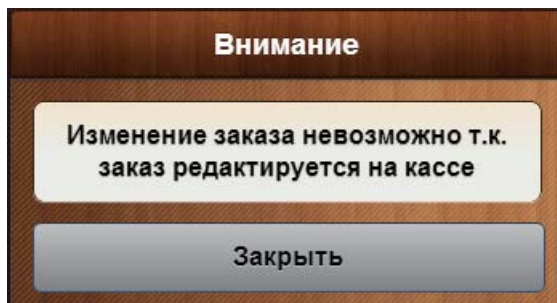 Внимание
Изменение заказа невозможно т.к.
заказ редактируется на кассе
Закрыть